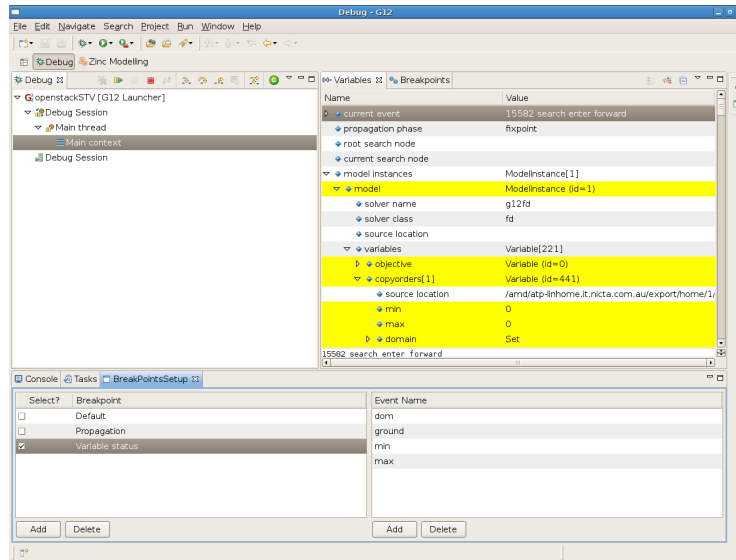 Debug - G12
File Edit Navigate Search Project Run Window Help
Debug Zinc Modelling
Debug
openstackSTV [G12 Launcher]
Debug Session
Main thread
Main context
Debug Session
Variables Breakpoints
Name Value
current event 15582 search enter forward
propagation phase fixpoint
root search node
current search node
model instances ModelInstance[1]
model ModelInstance (id=1)
solver name g12fd
solver class fd
source location
variables Variable[221]
objective Variable (id=0)
copyorders[1] Variable (id=441)
source location /amd/atp-linhome.it.nicta.com.au/export/home/1/
min 0
max 0
domain Set
15582 search enter forward
Console Tasks BreakPointsSetup
Select? Breakpoint
Default
Propagation
Variable status
Add Delete
Event Name
dom
ground
min
max
Add Delete